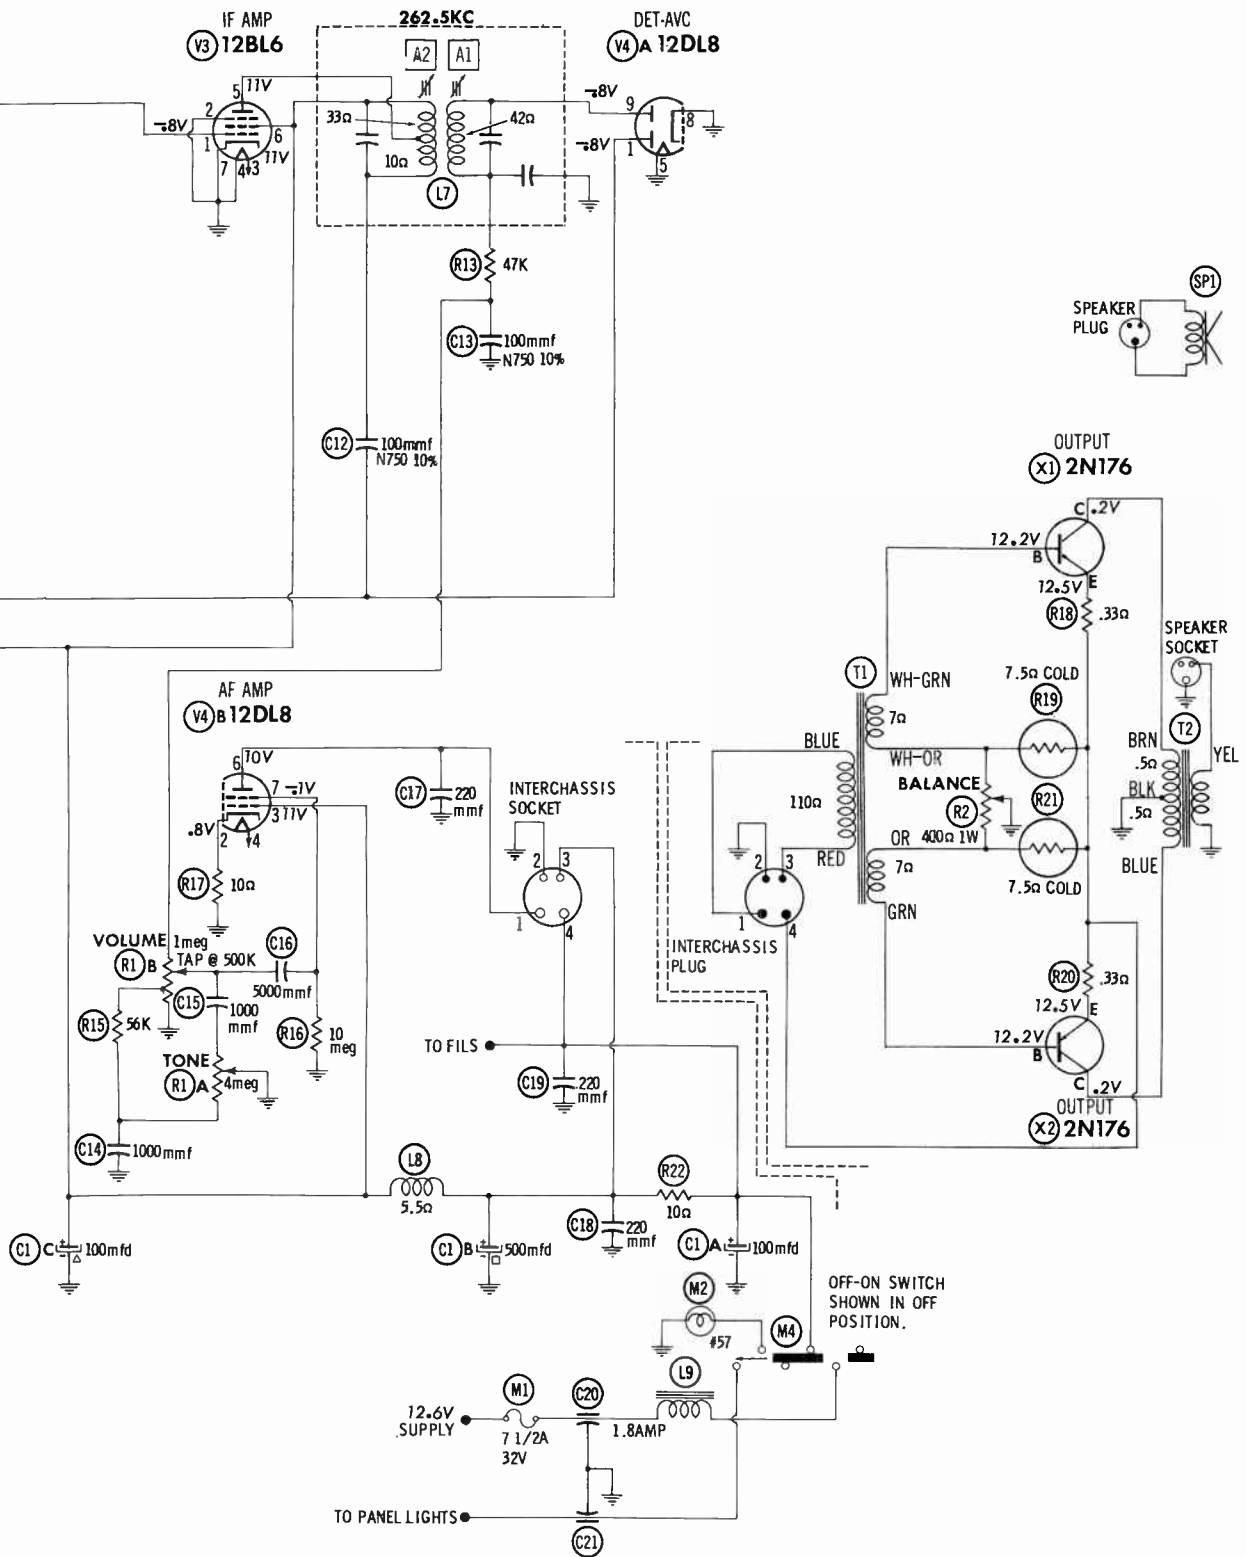 IF AMP
V3 12BL6
262.5KC
A2
A1
DET-AVC
V4 A 12DL8
5
11V
2
-.8V
1
6
11V
7
4
3
33Ω
10Ω
42Ω
L7
-.8V
9
8
-.8V
1
5
R13 47K
C13 100mmf
N750 10%
C12 100mmf
N750 10%
SPEAKER
PLUG
SP1
OUTPUT
X1 2N176
C .2V
12.2V
B
E
12.5V
R18 .33Ω
SPEAKER
SOCKET
T1
WH-GRN
7Ω
7.5Ω COLD
R19
T2
BLUE
WH-OR
BRN
.5Ω
YEL
BALANCE
R2
R21
BLK
.5Ω
110Ω
OR
400Ω 1W
RED
7Ω
7.5Ω COLD
BLUE
GRN
2
3
1
4
INTERCHASSIS
PLUG
R20 .33Ω
12.5V E
12.2V
B
C .2V
OUTPUT
X2 2N176
AF AMP
V4 B 12DL8
6
10V
7 -.1V
3 11V
.8V
2
4
C17 220
mmf
INTERCHASSIS
SOCKET
2
3
1
4
R17 10Ω
VOLUME
R1 B
1meg
TAP @ 500K
C16
5000mmf
C15
1000
mmf
R15 56K
R16 10
meg
TONE
R1 A 4meg
C14 1000mmf
TO FILS
C19 .220
mmf
L8
5.5Ω
R22
10Ω
C18 220
mmf
C1 C
+
-
100mfd
C1 B
+
-
500mfd
C1 A
+
-
100mfd
M2
#57
M4
OFF-ON SWITCH
SHOWN IN OFF
POSITION.
L9
12.6V
SUPPLY
M1
7 1/2A
32V
C20
1.8AMP
TO PANEL LIGHTS
C21